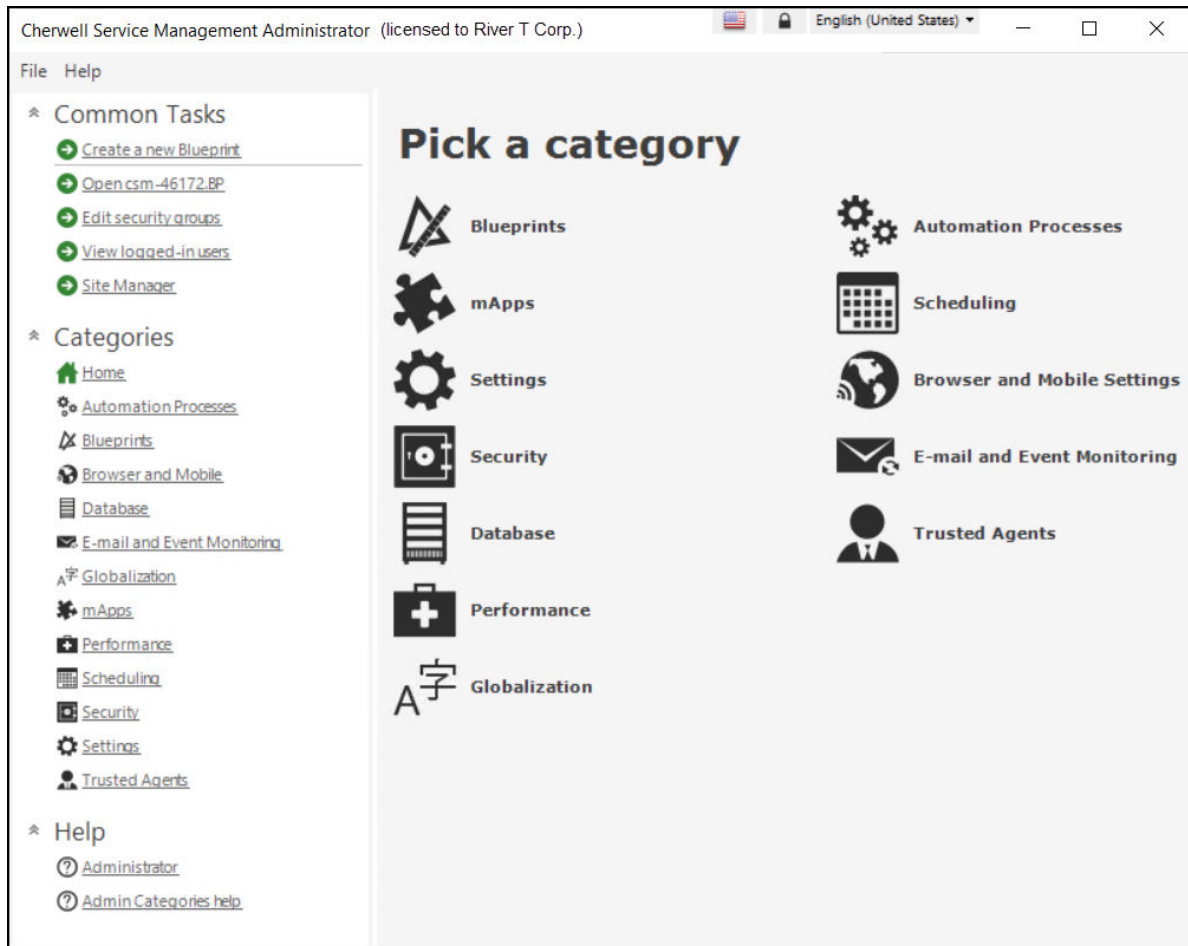 Cherwell Service Management Administrator (licensed to River T Corp.)
English (United States)
File Help
Common Tasks
Create a new Blueprint
Open csm-46172.BP
Edit security groups
View logged-in users
Site Manager
Categories
Home
Automation Processes
Blueprints
Browser and Mobile
Database
E-mail and Event Monitoring
A字 Globalization
mApps
Performance
Scheduling
Security
Settings
Trusted Agents
Help
Administrator
Admin Categories help
Pick a category
Blueprints
mApps
Settings
Security
Database
Performance
A字 Globalization
Automation Processes
Scheduling
Browser and Mobile Settings
E-mail and Event Monitoring
Trusted Agents